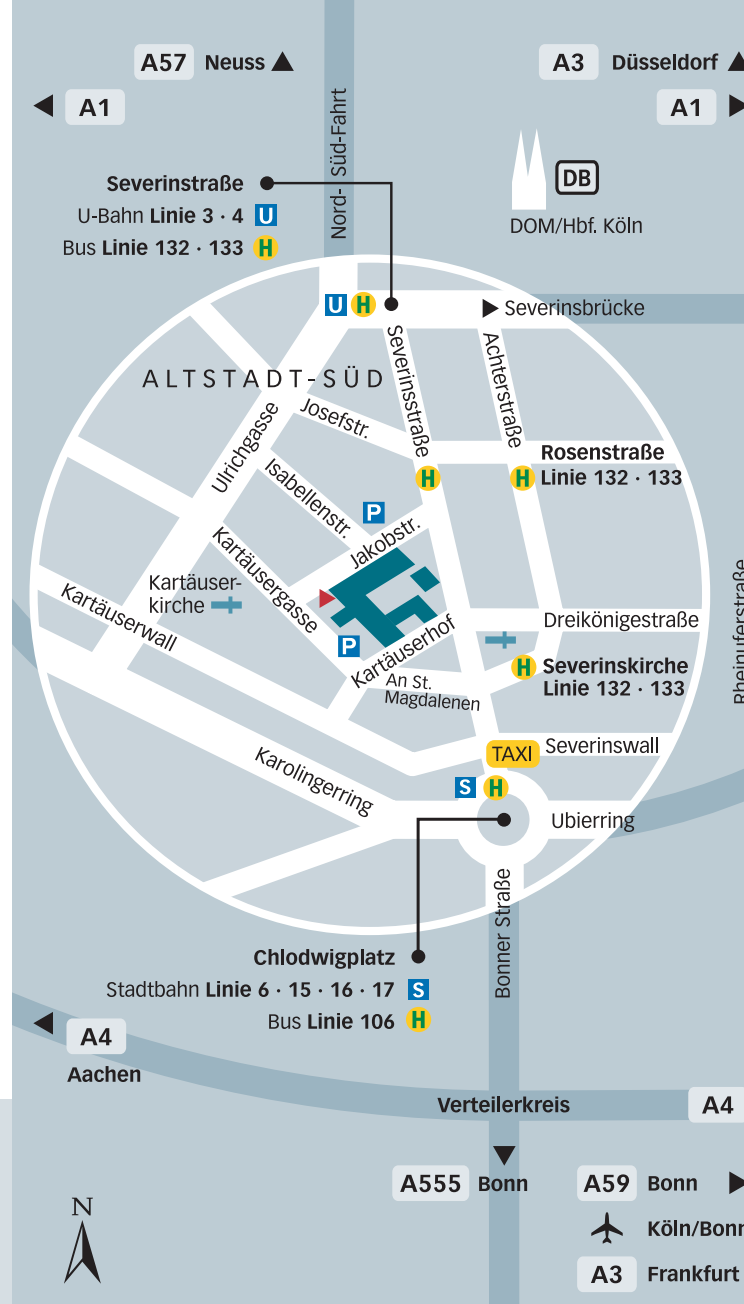 A57 Neuss
A3 Düsseldorf
A1
A1
Nord- Süd-Fahrt
Severinstraße
U-Bahn Linie 3 · 4 U
Bus Linie 132 · 133 H
DB
DOM/Hbf. Köln
U H
Severinsbrücke
ALTSTADT-SÜD
Severinsstraße
Achterstraße
Josefstr.
Ulrichgasse
Rosenstraße
H
H Linie 132 · 133
Isabellenstr.
P
Jakobstr.
Kartäusergasse
Kartäuser-
kirche
Kartäuserwall
Rheinuferstraße
Dreikönigestraße
P
Kartäuserhof
H Severinskirche
Linie 132 · 133
An St.
Magdalenen
TAXI Severinswall
Karolingerring
S H
Ubierring
Bonner Straße
Chlodwigplatz
Stadtbahn Linie 6 · 15 · 16 · 17 S
Bus Linie 106 H
A4
Aachen
Verteilerkreis
A4
A555 Bonn
A59 Bonn
N
Köln/Bonn
A3 Frankfurt